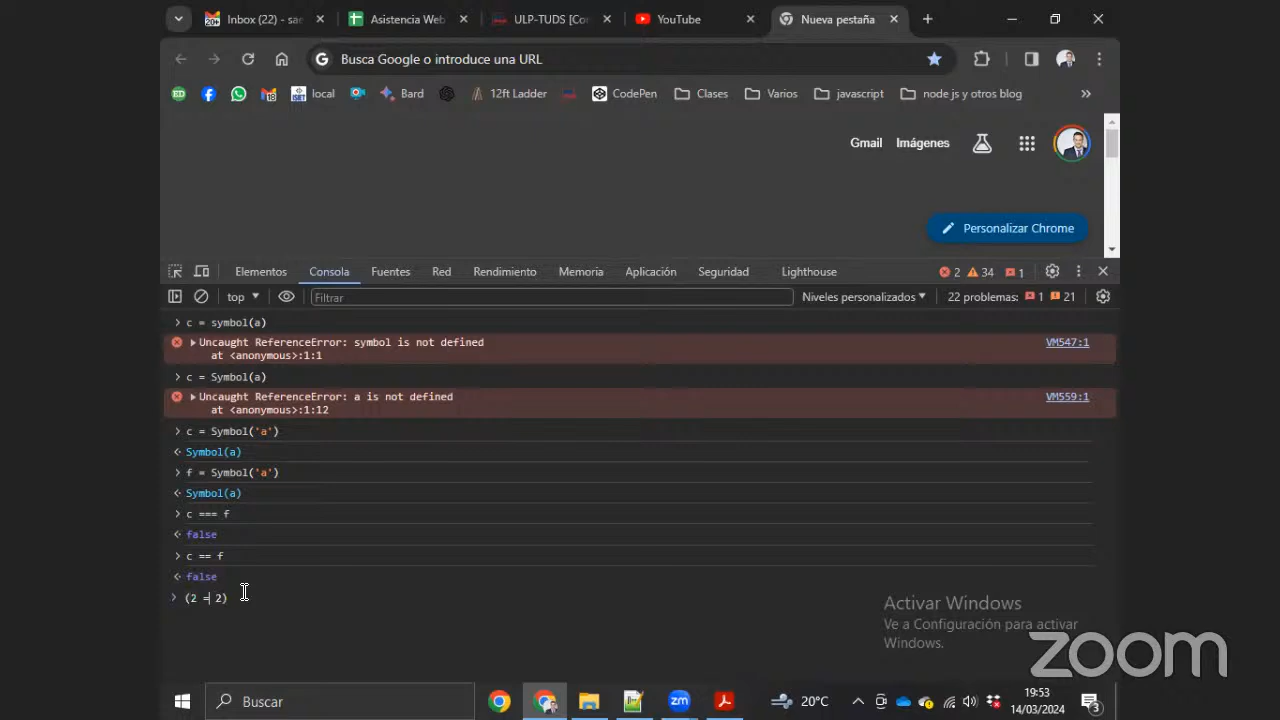 Inbox (22) - sae
Asistencia Web
ULP-TUDS [Co
YouTube
Nueva pestaña
Busca Google o introduce una URL
local
Bard
12ft Ladder
CodePen
Clases
Varios
javascript
node js y otros blog
»
Gmail
Imágenes
Personalizar Chrome
Elementos
Consola
Fuentes
Red
Rendimiento
Memoria
Aplicación
Seguridad
Lighthouse
2
34
1
top
Filtrar
Niveles personalizados
22 problemas:
1
21
> c = symbol(a)
Uncaught ReferenceError: symbol is not defined
VM547:1
at <anonymous>:1:1
> c = Symbol(a)
Uncaught ReferenceError: a is not defined
VM559:1
at <anonymous>:1:12
> c = Symbol('a')
Symbol(a)
> f = Symbol('a')
Symbol(a)
> c === f
false
> c == f
false
> (2 = 2)
Activar Windows
Ve a Configuración para activar
Windows.
zoom
Buscar
zm
20°C
19:53
14/03/2024
3